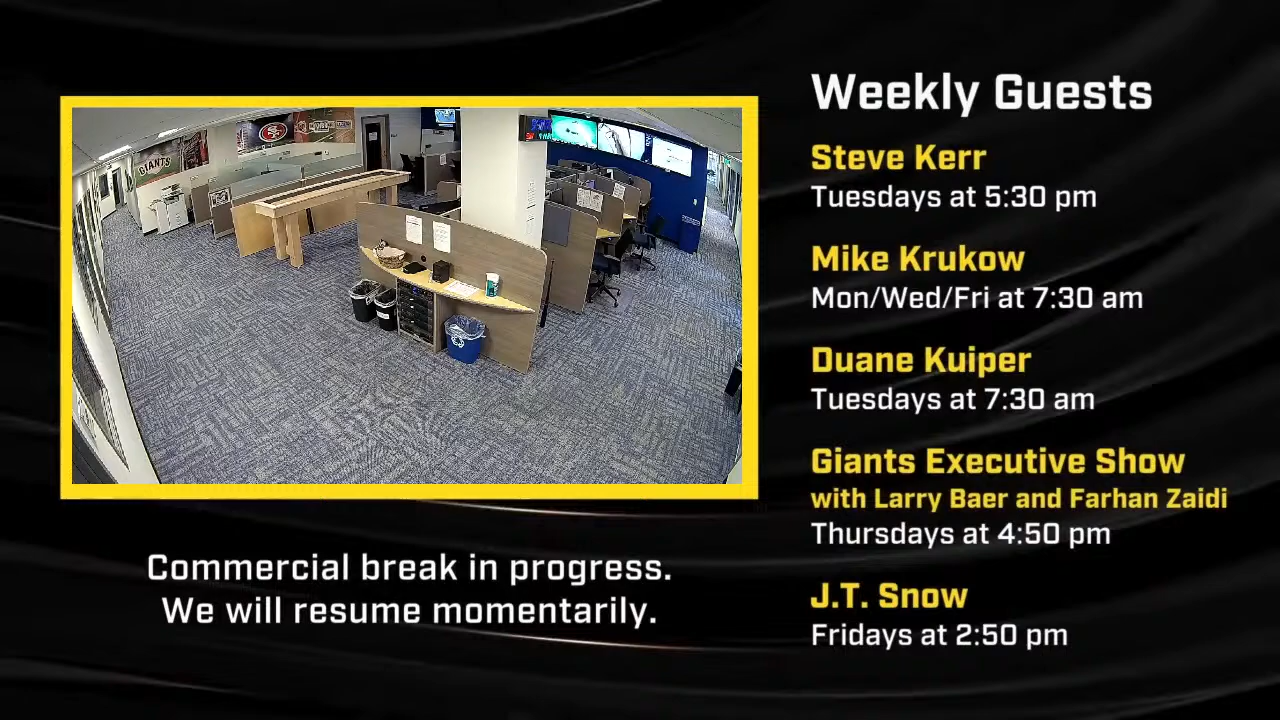 Weekly Guests
Steve Kerr
Tuesdays at 5:30 pm
Mike Krukow
Mon/Wed/Fri at 7:30 am
Duane Kuiper
Tuesdays at 7:30 am
Giants Executive Show
with Larry Baer and Farhan Zaidi
Thursdays at 4:50 pm
J.T. Snow
Fridays at 2:50 pm
GIANTS
SF
Commercial break in progress.
We will resume momentarily.